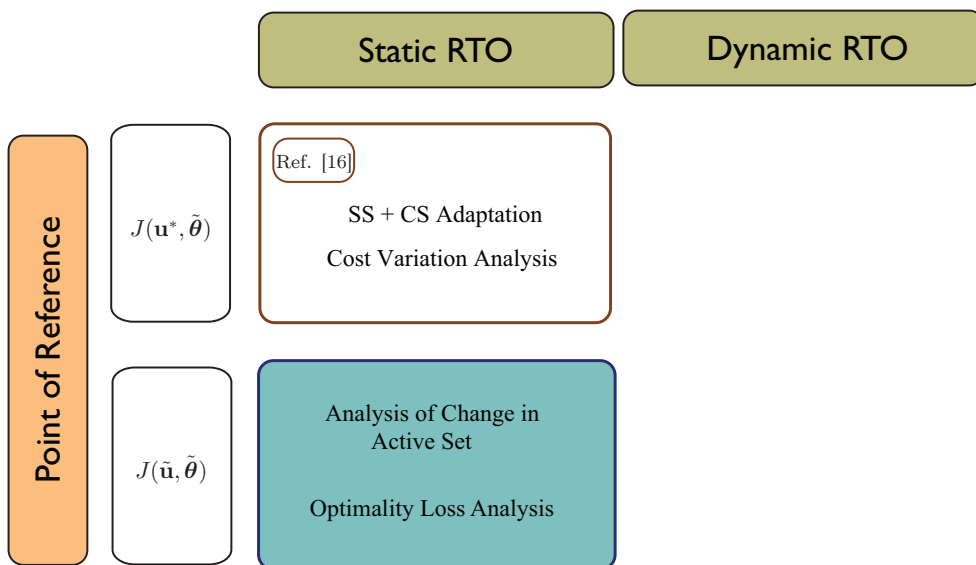 Static RTO
Dynamic RTO
Point of Reference
J(u*, θ̃)
Ref. [16]
SS + CS Adaptation
Cost Variation Analysis
J(ũ, θ̃)
Analysis of Change in
Active Set
Optimality Loss Analysis